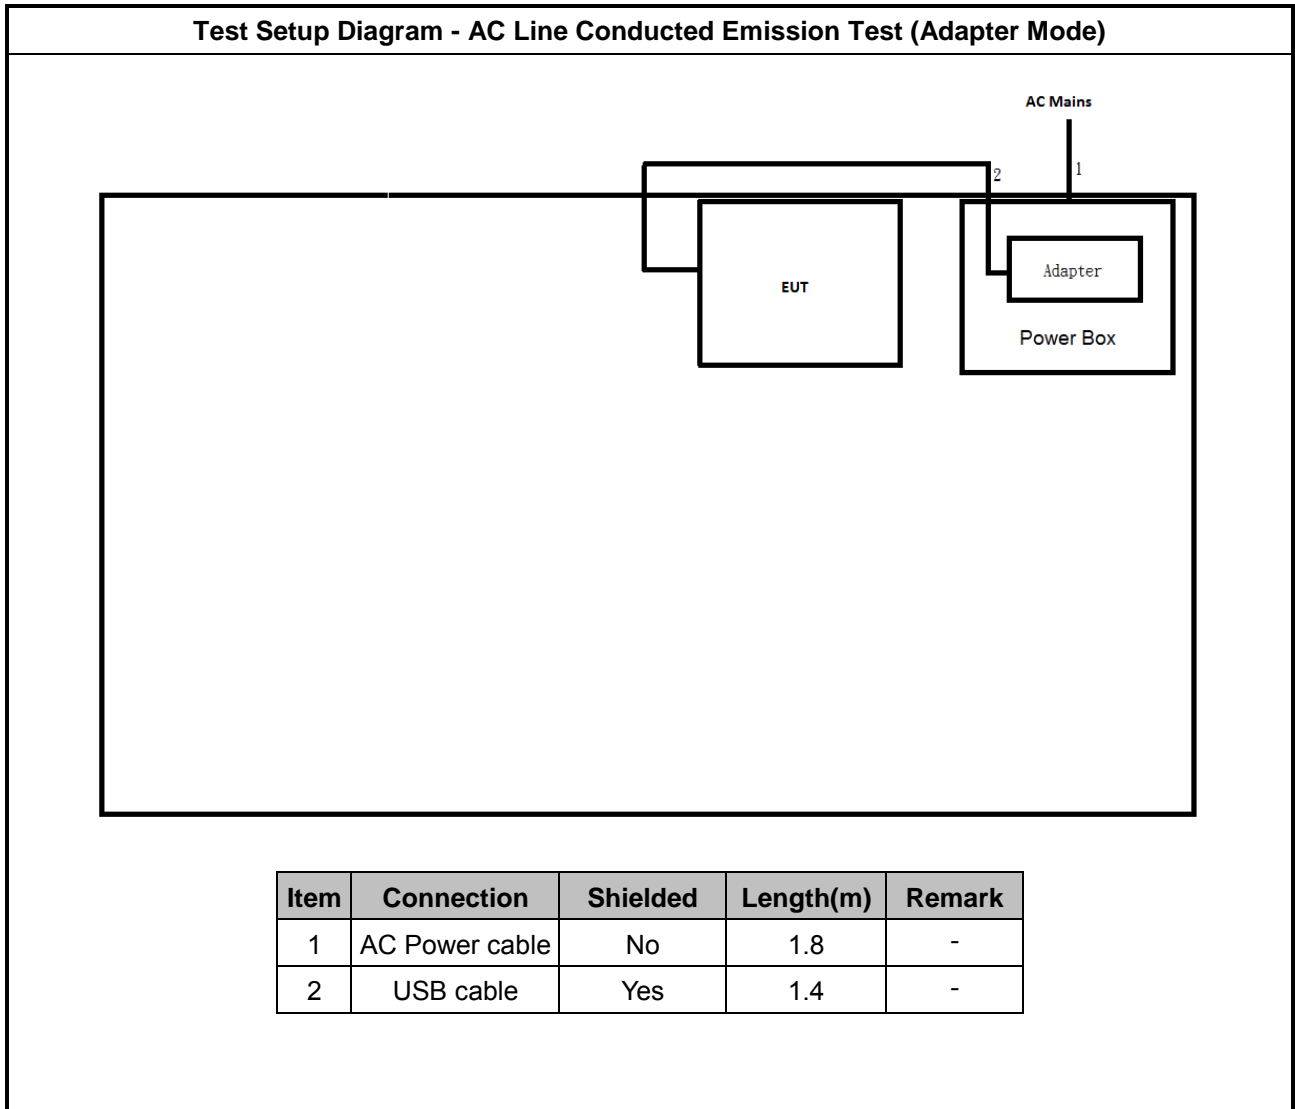 Test Setup Diagram - AC Line Conducted Emission Test (Adapter Mode)
AC Mains
2
1
Adapter
EUT
Power Box
Item Connection Shielded Length(m) Remark
1 AC Power cable No 1.8 -
2 USB cable Yes 1.4 -